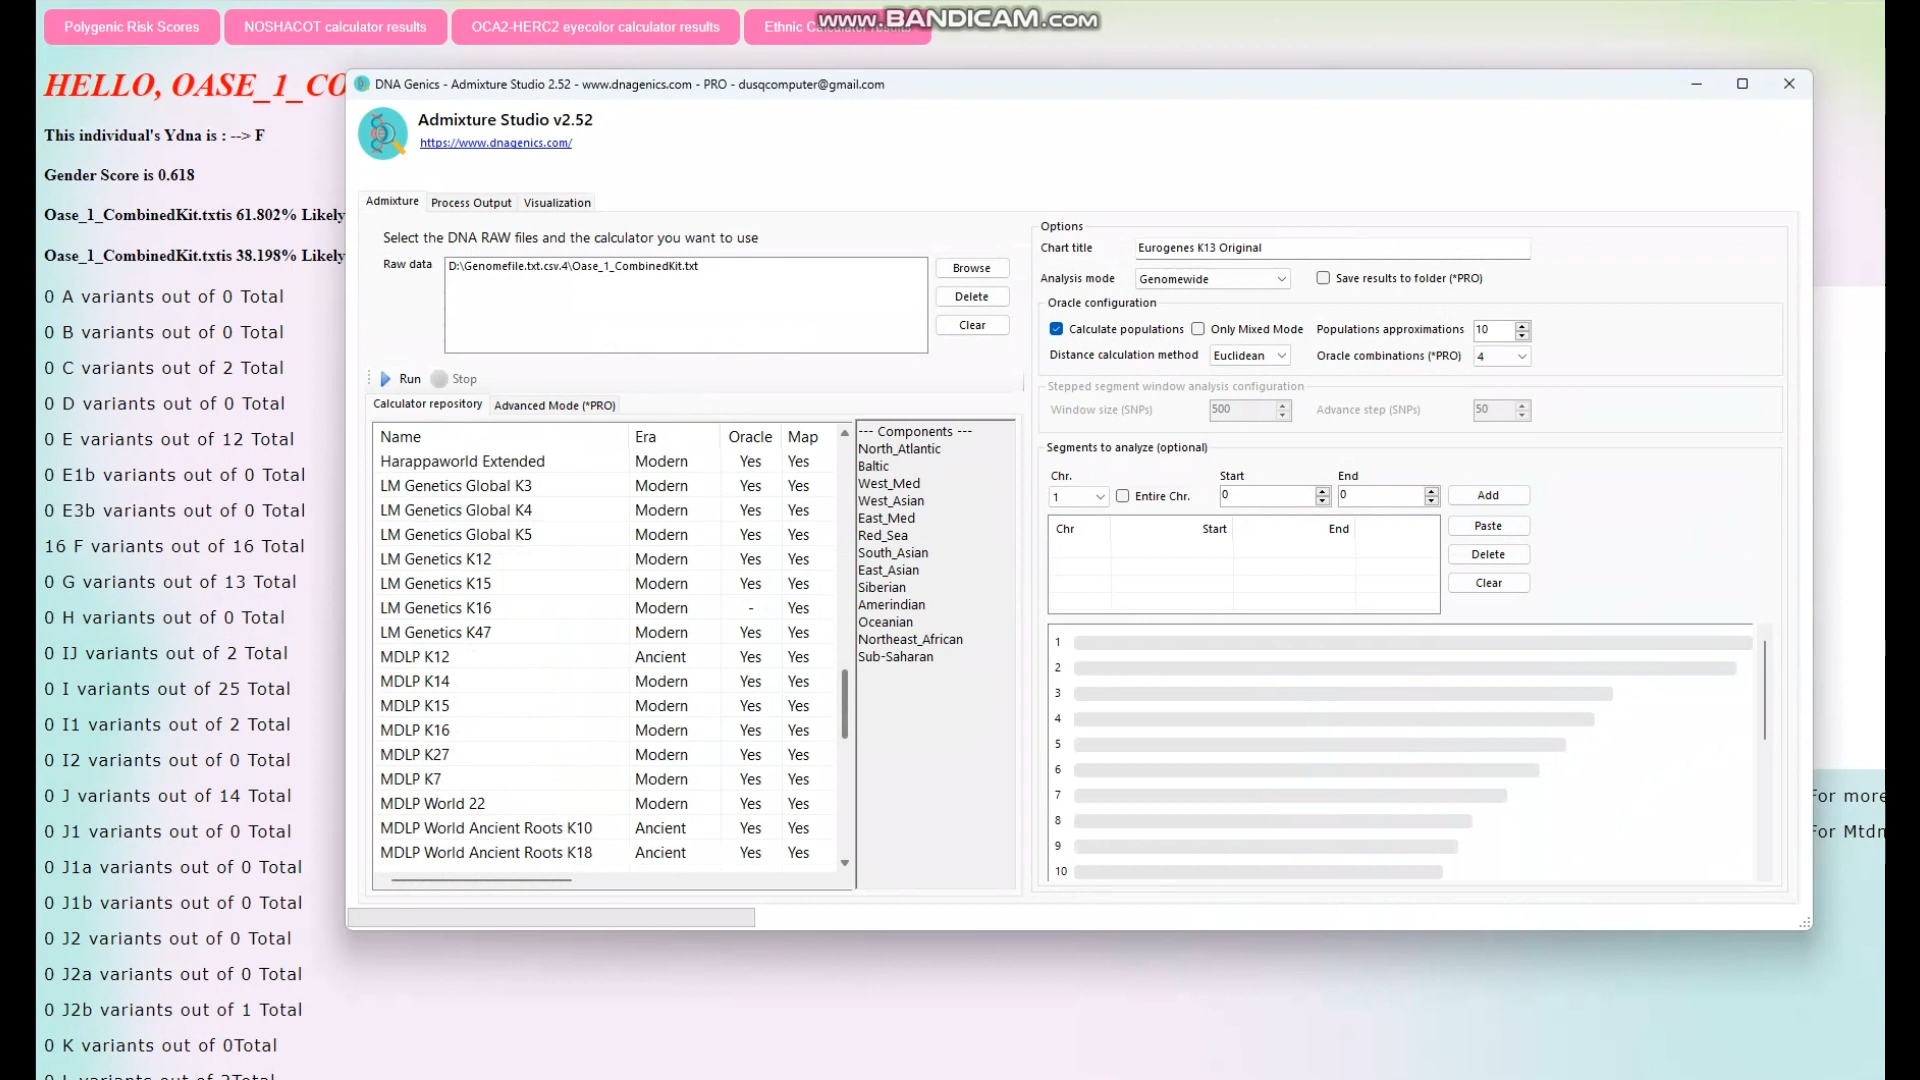 Polygenic Risk Scores
NOSHACOT calculator results
OCA2-HERC2 eyecolor calculator results
Ethnic Calculator results
www.BANDICAM.com
HELLO, OASE_1_CO
This individual's Ydna is : --> F
Gender Score is 0.618
Oase_1_CombinedKit.txtis 61.802% Likely
Oase_1_CombinedKit.txtis 38.198% Likely
0 A variants out of 0 Total
0 B variants out of 0 Total
0 C variants out of 2 Total
0 D variants out of 0 Total
0 E variants out of 12 Total
0 E1b variants out of 0 Total
0 E3b variants out of 0 Total
16 F variants out of 16 Total
0 G variants out of 13 Total
0 H variants out of 0 Total
0 IJ variants out of 2 Total
0 I variants out of 25 Total
0 I1 variants out of 2 Total
0 I2 variants out of 0 Total
0 J variants out of 14 Total
0 J1 variants out of 0 Total
0 J1a variants out of 0 Total
0 J1b variants out of 0 Total
0 J2 variants out of 0 Total
0 J2a variants out of 0 Total
0 J2b variants out of 1 Total
0 K variants out of 0Total
DNA Genics - Admixture Studio 2.52 - www.dnagenics.com - PRO - dusqcomputer@gmail.com
Admixture Studio v2.52
https://www.dnagenics.com/
Admixture Process Output Visualization
Select the DNA RAW files and the calculator you want to use
Raw data D:\Genomefile.txt.csv.4\Oase_1_CombinedKit.txt
Browse
Delete
Clear
Run Stop
Calculator repository Advanced Mode (*PRO)
Name Era Oracle Map
Harappaworld Extended Modern Yes Yes
LM Genetics Global K3 Modern Yes Yes
LM Genetics Global K4 Modern Yes Yes
LM Genetics Global K5 Modern Yes Yes
LM Genetics K12 Modern Yes Yes
LM Genetics K15 Modern Yes Yes
LM Genetics K16 Modern - Yes
LM Genetics K47 Modern Yes Yes
MDLP K12 Ancient Yes Yes
MDLP K14 Modern Yes Yes
MDLP K15 Modern Yes Yes
MDLP K16 Modern Yes Yes
MDLP K27 Modern Yes Yes
MDLP K7 Modern Yes Yes
MDLP World 22 Modern Yes Yes
MDLP World Ancient Roots K10 Ancient Yes Yes
MDLP World Ancient Roots K18 Ancient Yes Yes
--- Components ---
North_Atlantic
Baltic
West_Med
West_Asian
East_Med
Red_Sea
South_Asian
East_Asian
Siberian
Amerindian
Oceanian
Northeast_African
Sub-Saharan
Options
Chart title Eurogenes K13 Original
Analysis mode Genomewide Save results to folder (*PRO)
Oracle configuration
Calculate populations Only Mixed Mode Populations approximations 10
Distance calculation method Euclidean Oracle combinations (*PRO) 4
Stepped segment window analysis configuration
Window size (SNPs) 500 Advance step (SNPs) 50
Segments to analyze (optional)
Chr. Start End
1 Entire Chr. 0 0 Add
Chr Start End
Paste
Delete
Clear
1
2
3
4
5
6
7
8
9
10
For more
For Mtdn